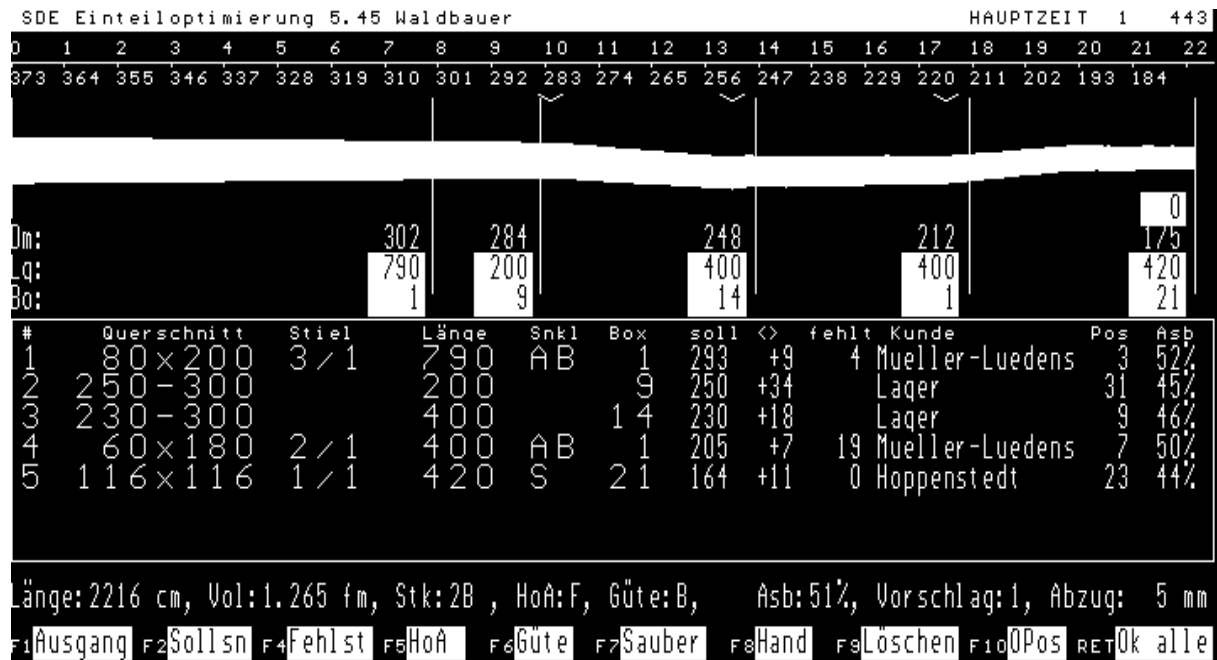 SDE Einteiloptimierung 5.45 Waldbauer HAUPTZEIT 1 443
0 1 2 3 4 5 6 7 8 9 10 11 12 13 14 15 16 17 18 19 20 21 22
373 364 355 346 337 328 319 310 301 292 283 274 265 256 247 238 229 220 211 202 193 184
0
Dm: 302 284 248 212 175
Lq: 790 200 400 400 420
Bo: 1 9 14 1 21
# Querschnitt Stiel Länge Snkl Box soll <> fehlt Kunde Pos Asb
1 80×200 3/1 790 AB 1 293 +9 4 Mueller-Luedens 3 52%
2 250-300 200 9 250 +34 Lager 31 45%
3 230-300 400 14 230 +18 Lager 9 46%
4 60×180 2/1 400 AB 1 205 +7 19 Mueller-Luedens 7 50%
5 116×116 1/1 420 S 21 164 +11 0 Hoppenstedt 23 44%
Länge:2216 cm, Vol:1.265 fm, Stk:2B , HoA:F, Güte:B, Asb:51%, Vorschlag:1, Abzug: 5 mm
F1Ausgang F2Sollsn F4Fehlst F5HoA F6Güte F7Sauber F8Hand F9Löschen F10OPos RETOk alle